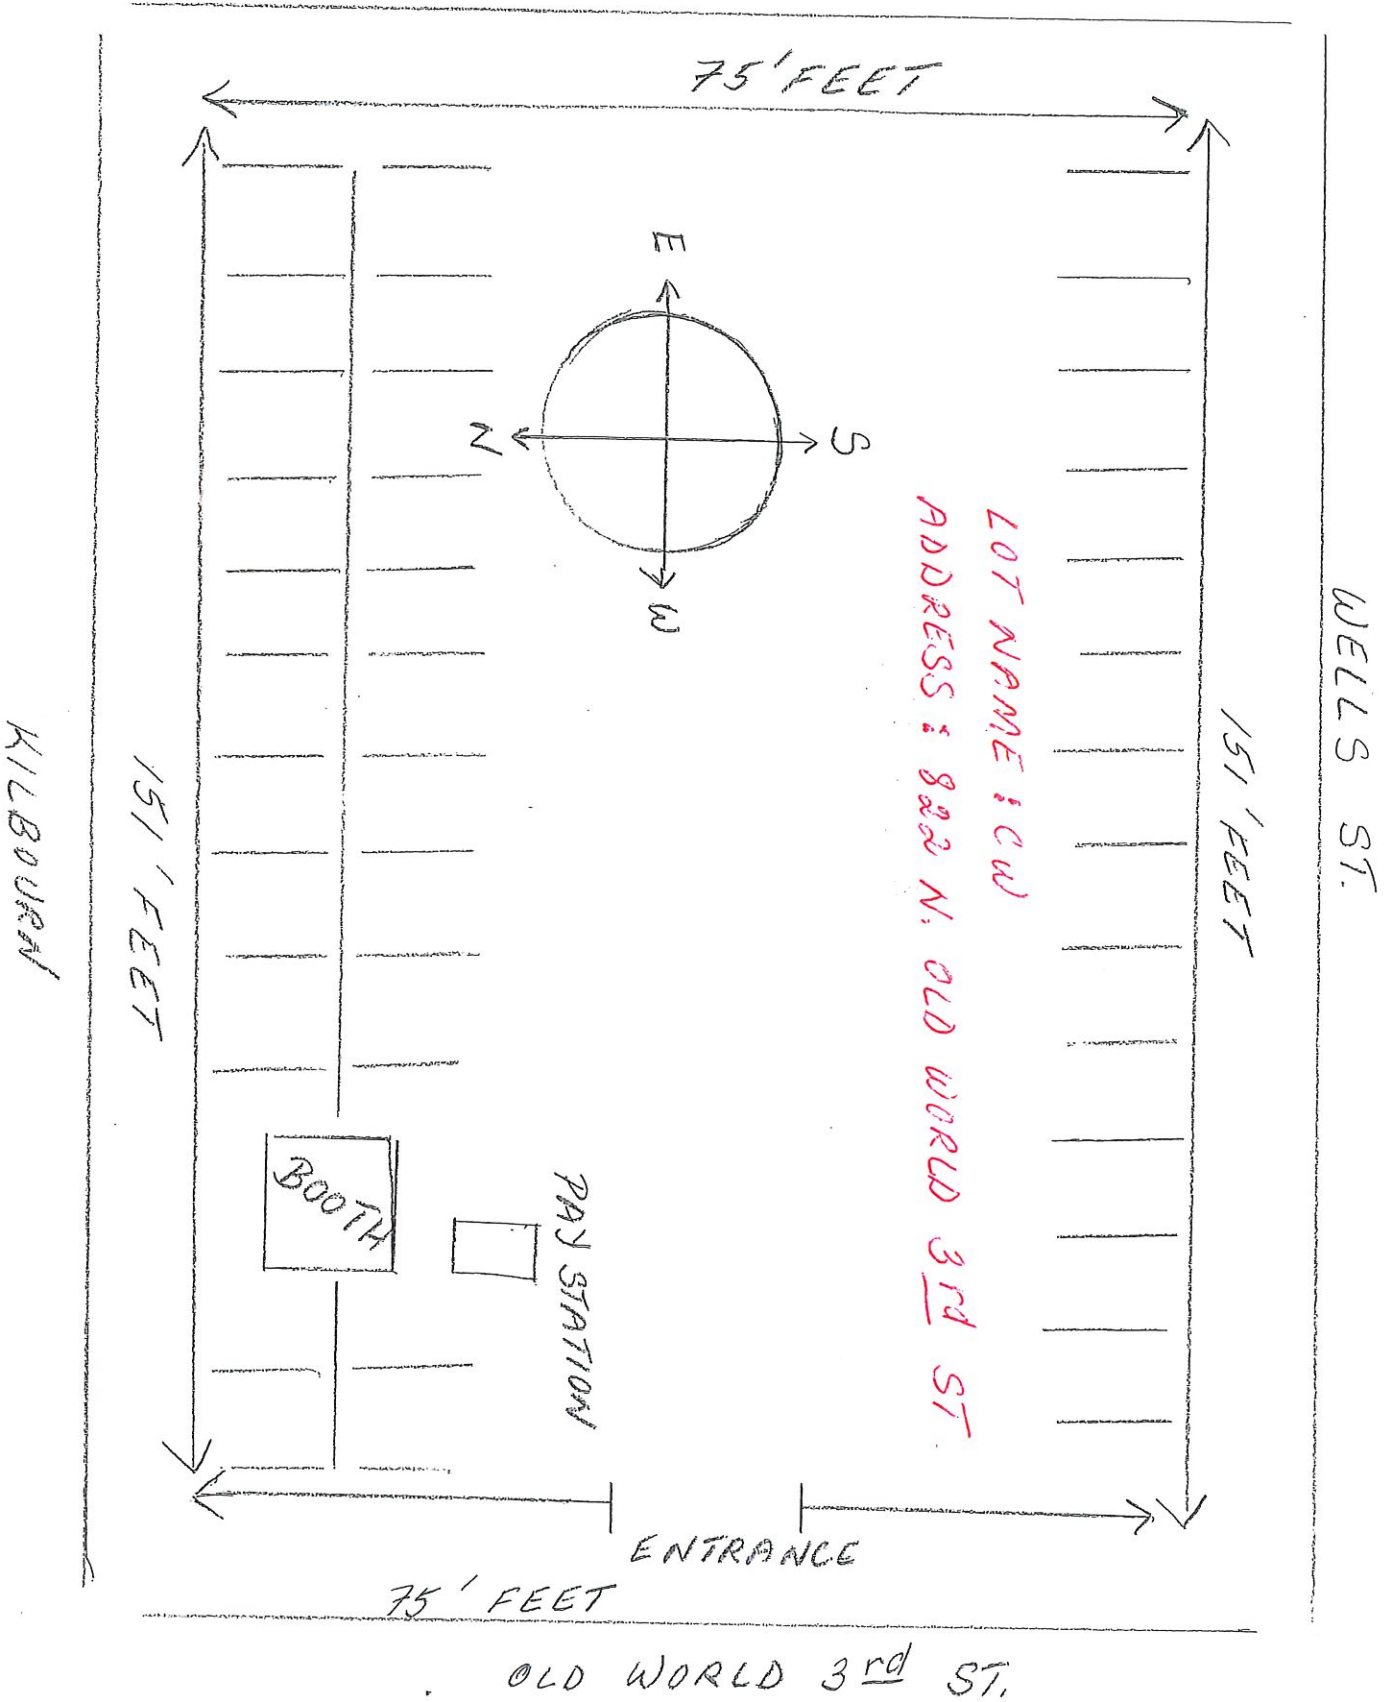 75' FEET
E
N
S
W
LOT NAME : CW
ADDRESS : 822 N. OLD WORLD 3rd ST.
WELLS ST.
151' FEET
151' FEET
KILBOURN
BOOTH
PAY STATION
ENTRANCE
75' FEET
OLD WORLD 3rd ST.